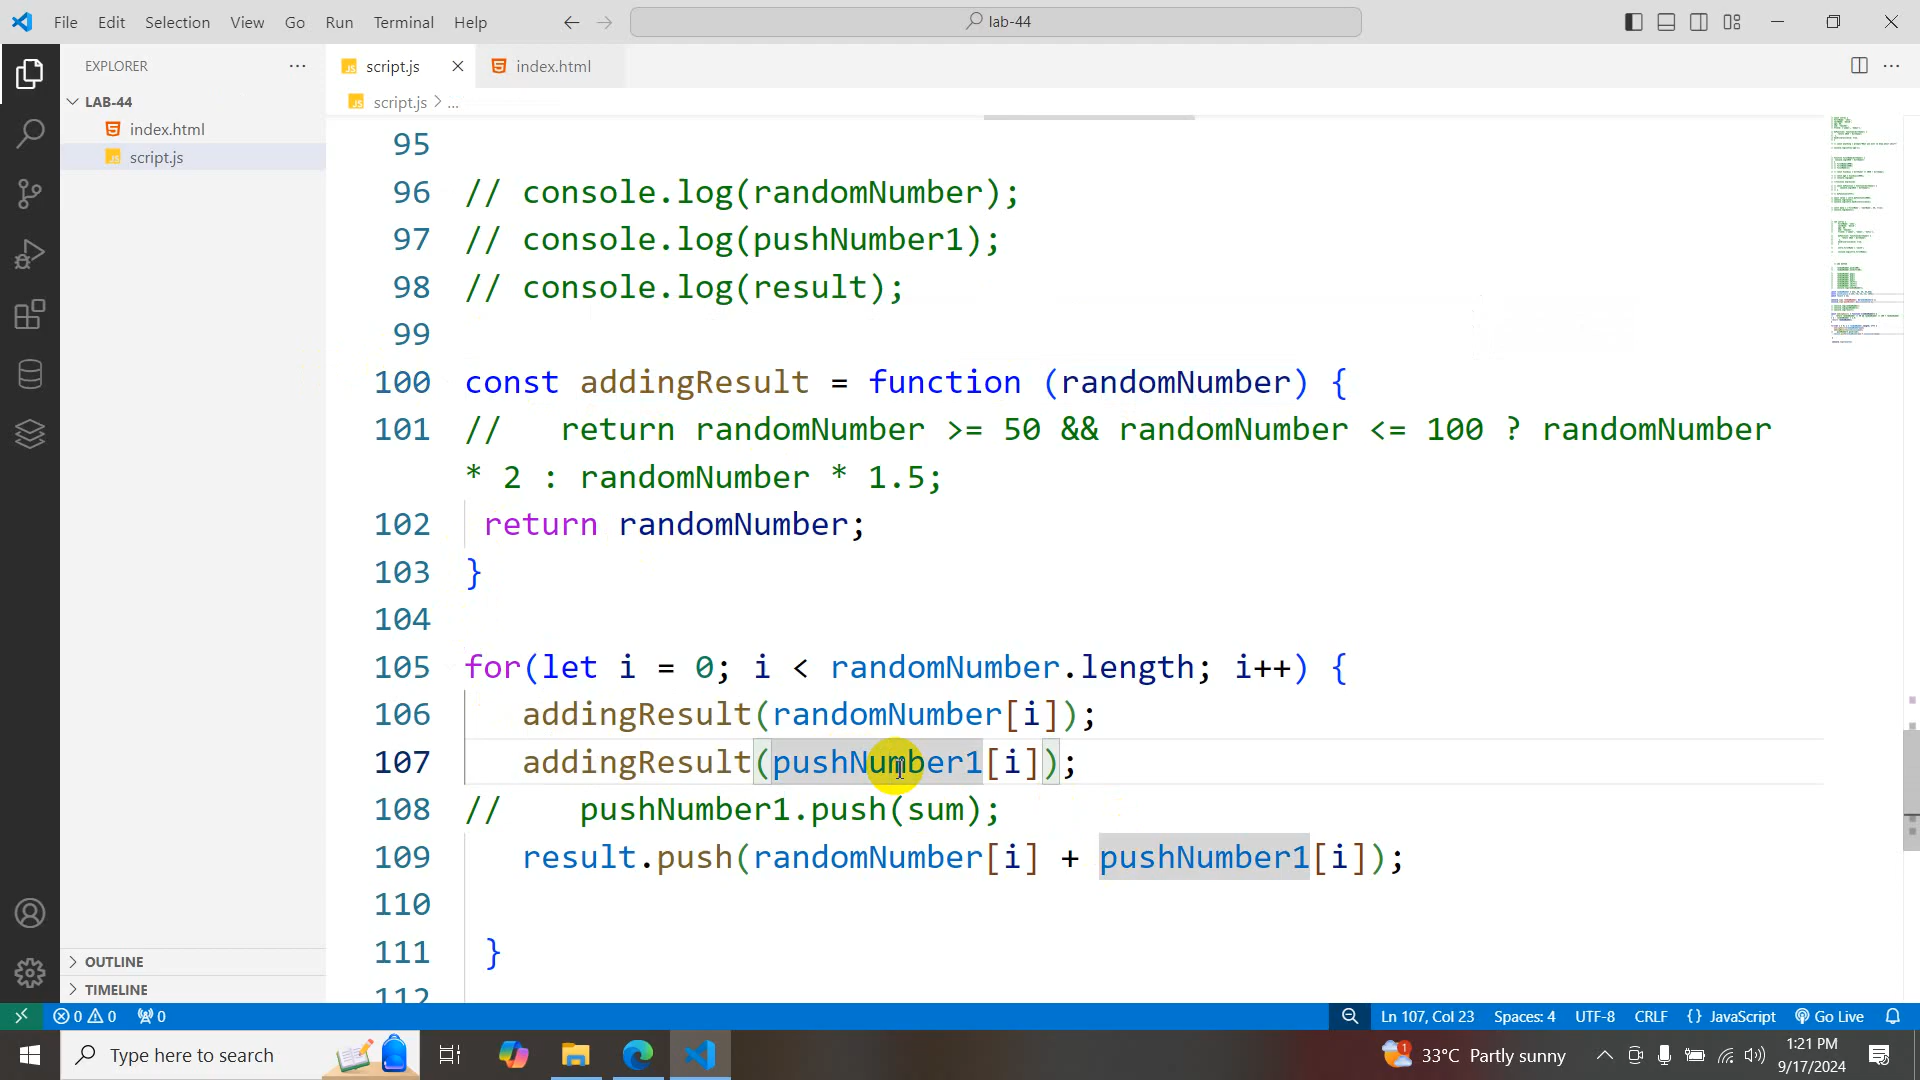 File Edit Selection View Go Run Terminal Help
lab-44
EXPLORER
script.js
index.html
LAB-44
script.js > ...
index.html
script.js
95
96 // console.log(randomNumber);
97 // console.log(pushNumber1);
98 // console.log(result);
99
100 const addingResult = function (randomNumber) {
101 //   return randomNumber >= 50 && randomNumber <= 100 ? randomNumber
* 2 : randomNumber * 1.5;
102 return randomNumber;
103 }
104
105 for(let i = 0; i < randomNumber.length; i++) {
106 addingResult(randomNumber[i]);
107 addingResult(pushNumber1[i]);
108 //    pushNumber1.push(sum);
109 result.push(randomNumber[i] + pushNumber1[i]);
110
111 }
112
OUTLINE
TIMELINE
0 0 0
Ln 107, Col 23 Spaces: 4 UTF-8 CRLF {} JavaScript Go Live
Type here to search
1
33°C Partly sunny
1:21 PM
9/17/2024